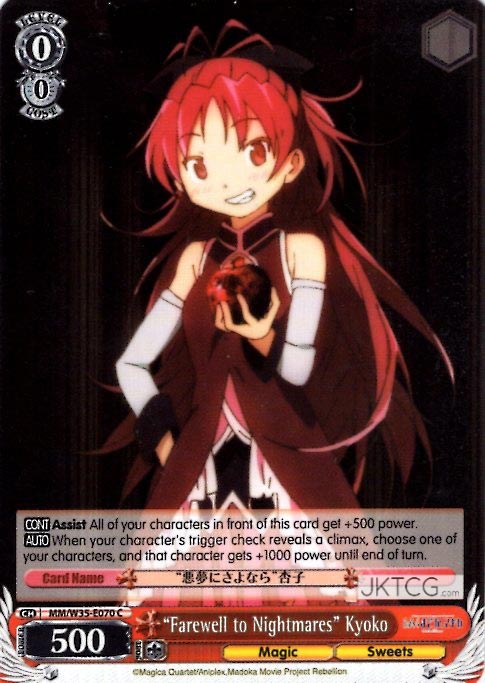 LEVEL
0
0
COST
CONT Assist All of your characters in front of this card get +500 power.
AUTO When your character's trigger check reveals a climax, choose one
of your characters, and that character gets +1000 power until end of turn.
Card Name
"悪夢にさよなら"杏子
JKTCG.com
GH MM/W35-E070 C
"Farewell to Nightmares" Kyoko
POWER
500
SOUL
Magic
Sweets
©Magica Quartet/Aniplex,Madoka Movie Project Rebellion